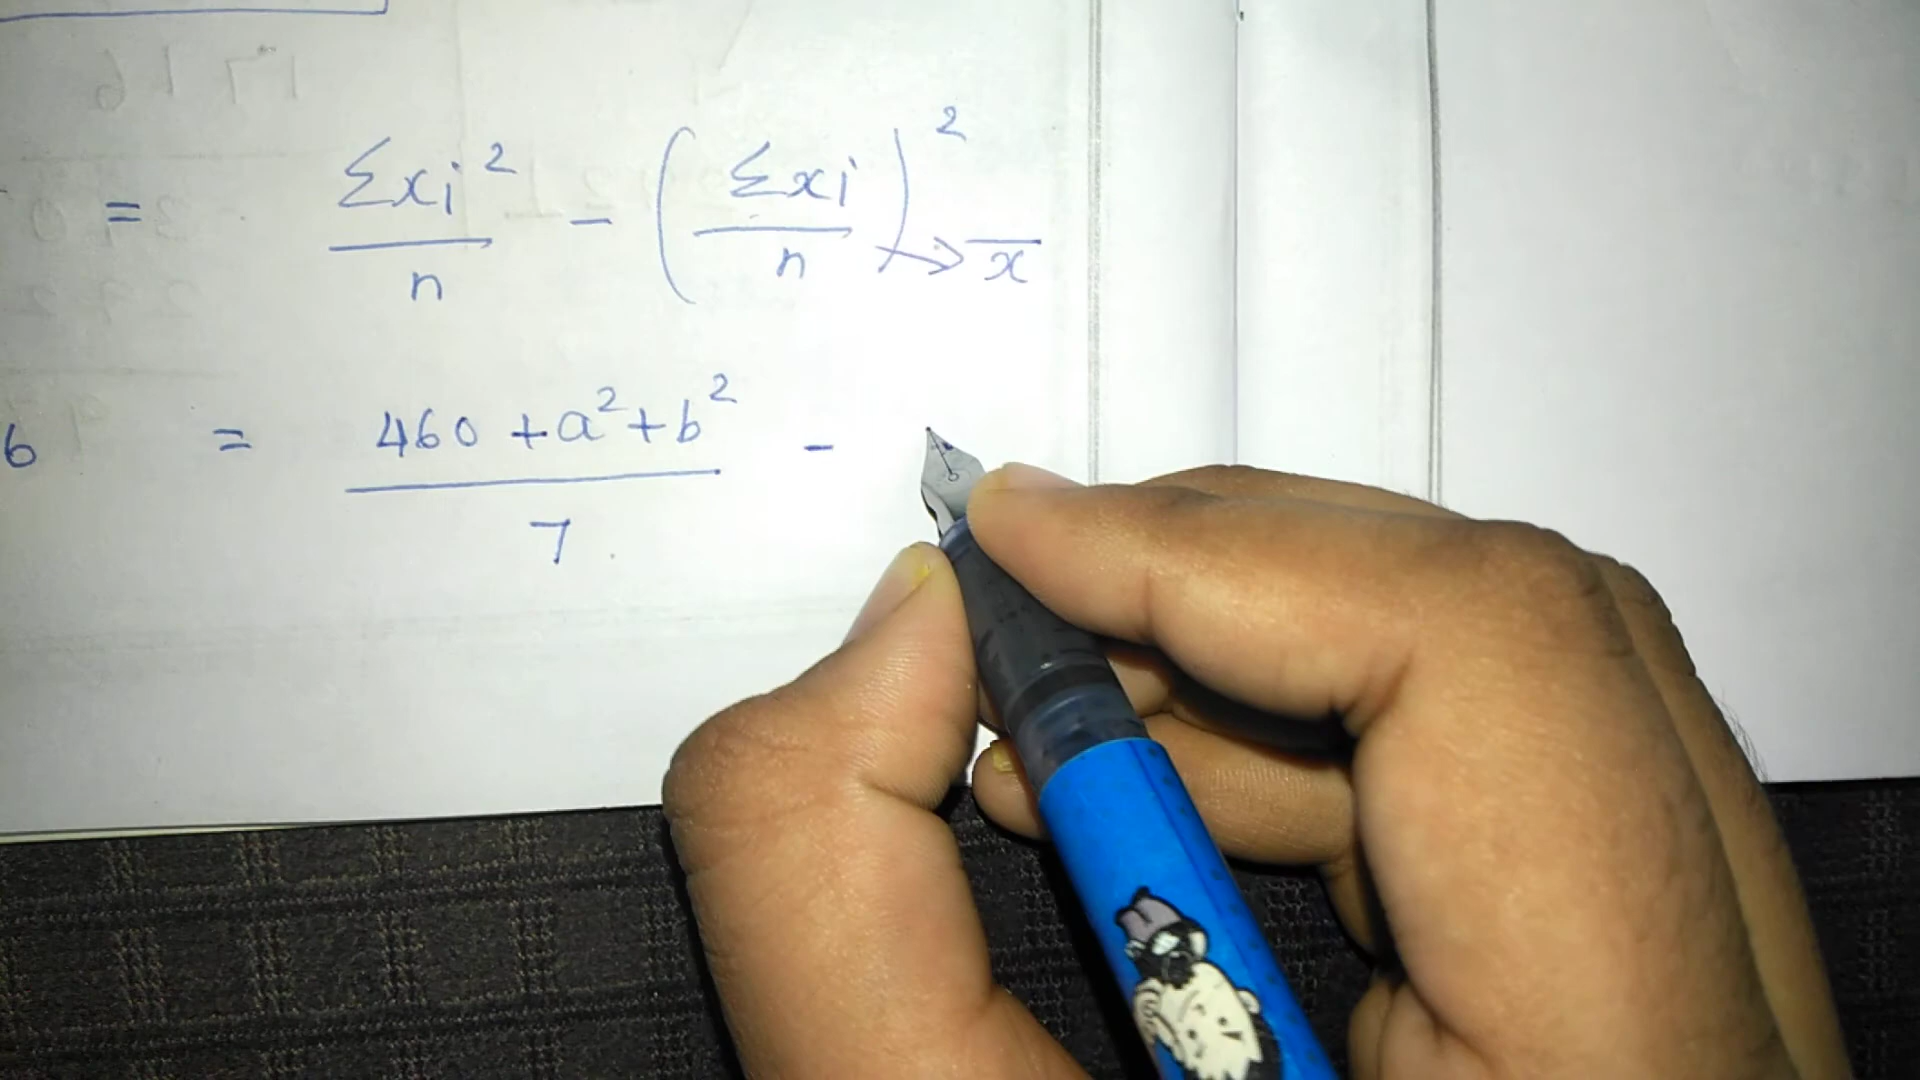 = Σxi² / n - (Σxi / n)² → x̄
6 = 460 + a² + b² / 7 -